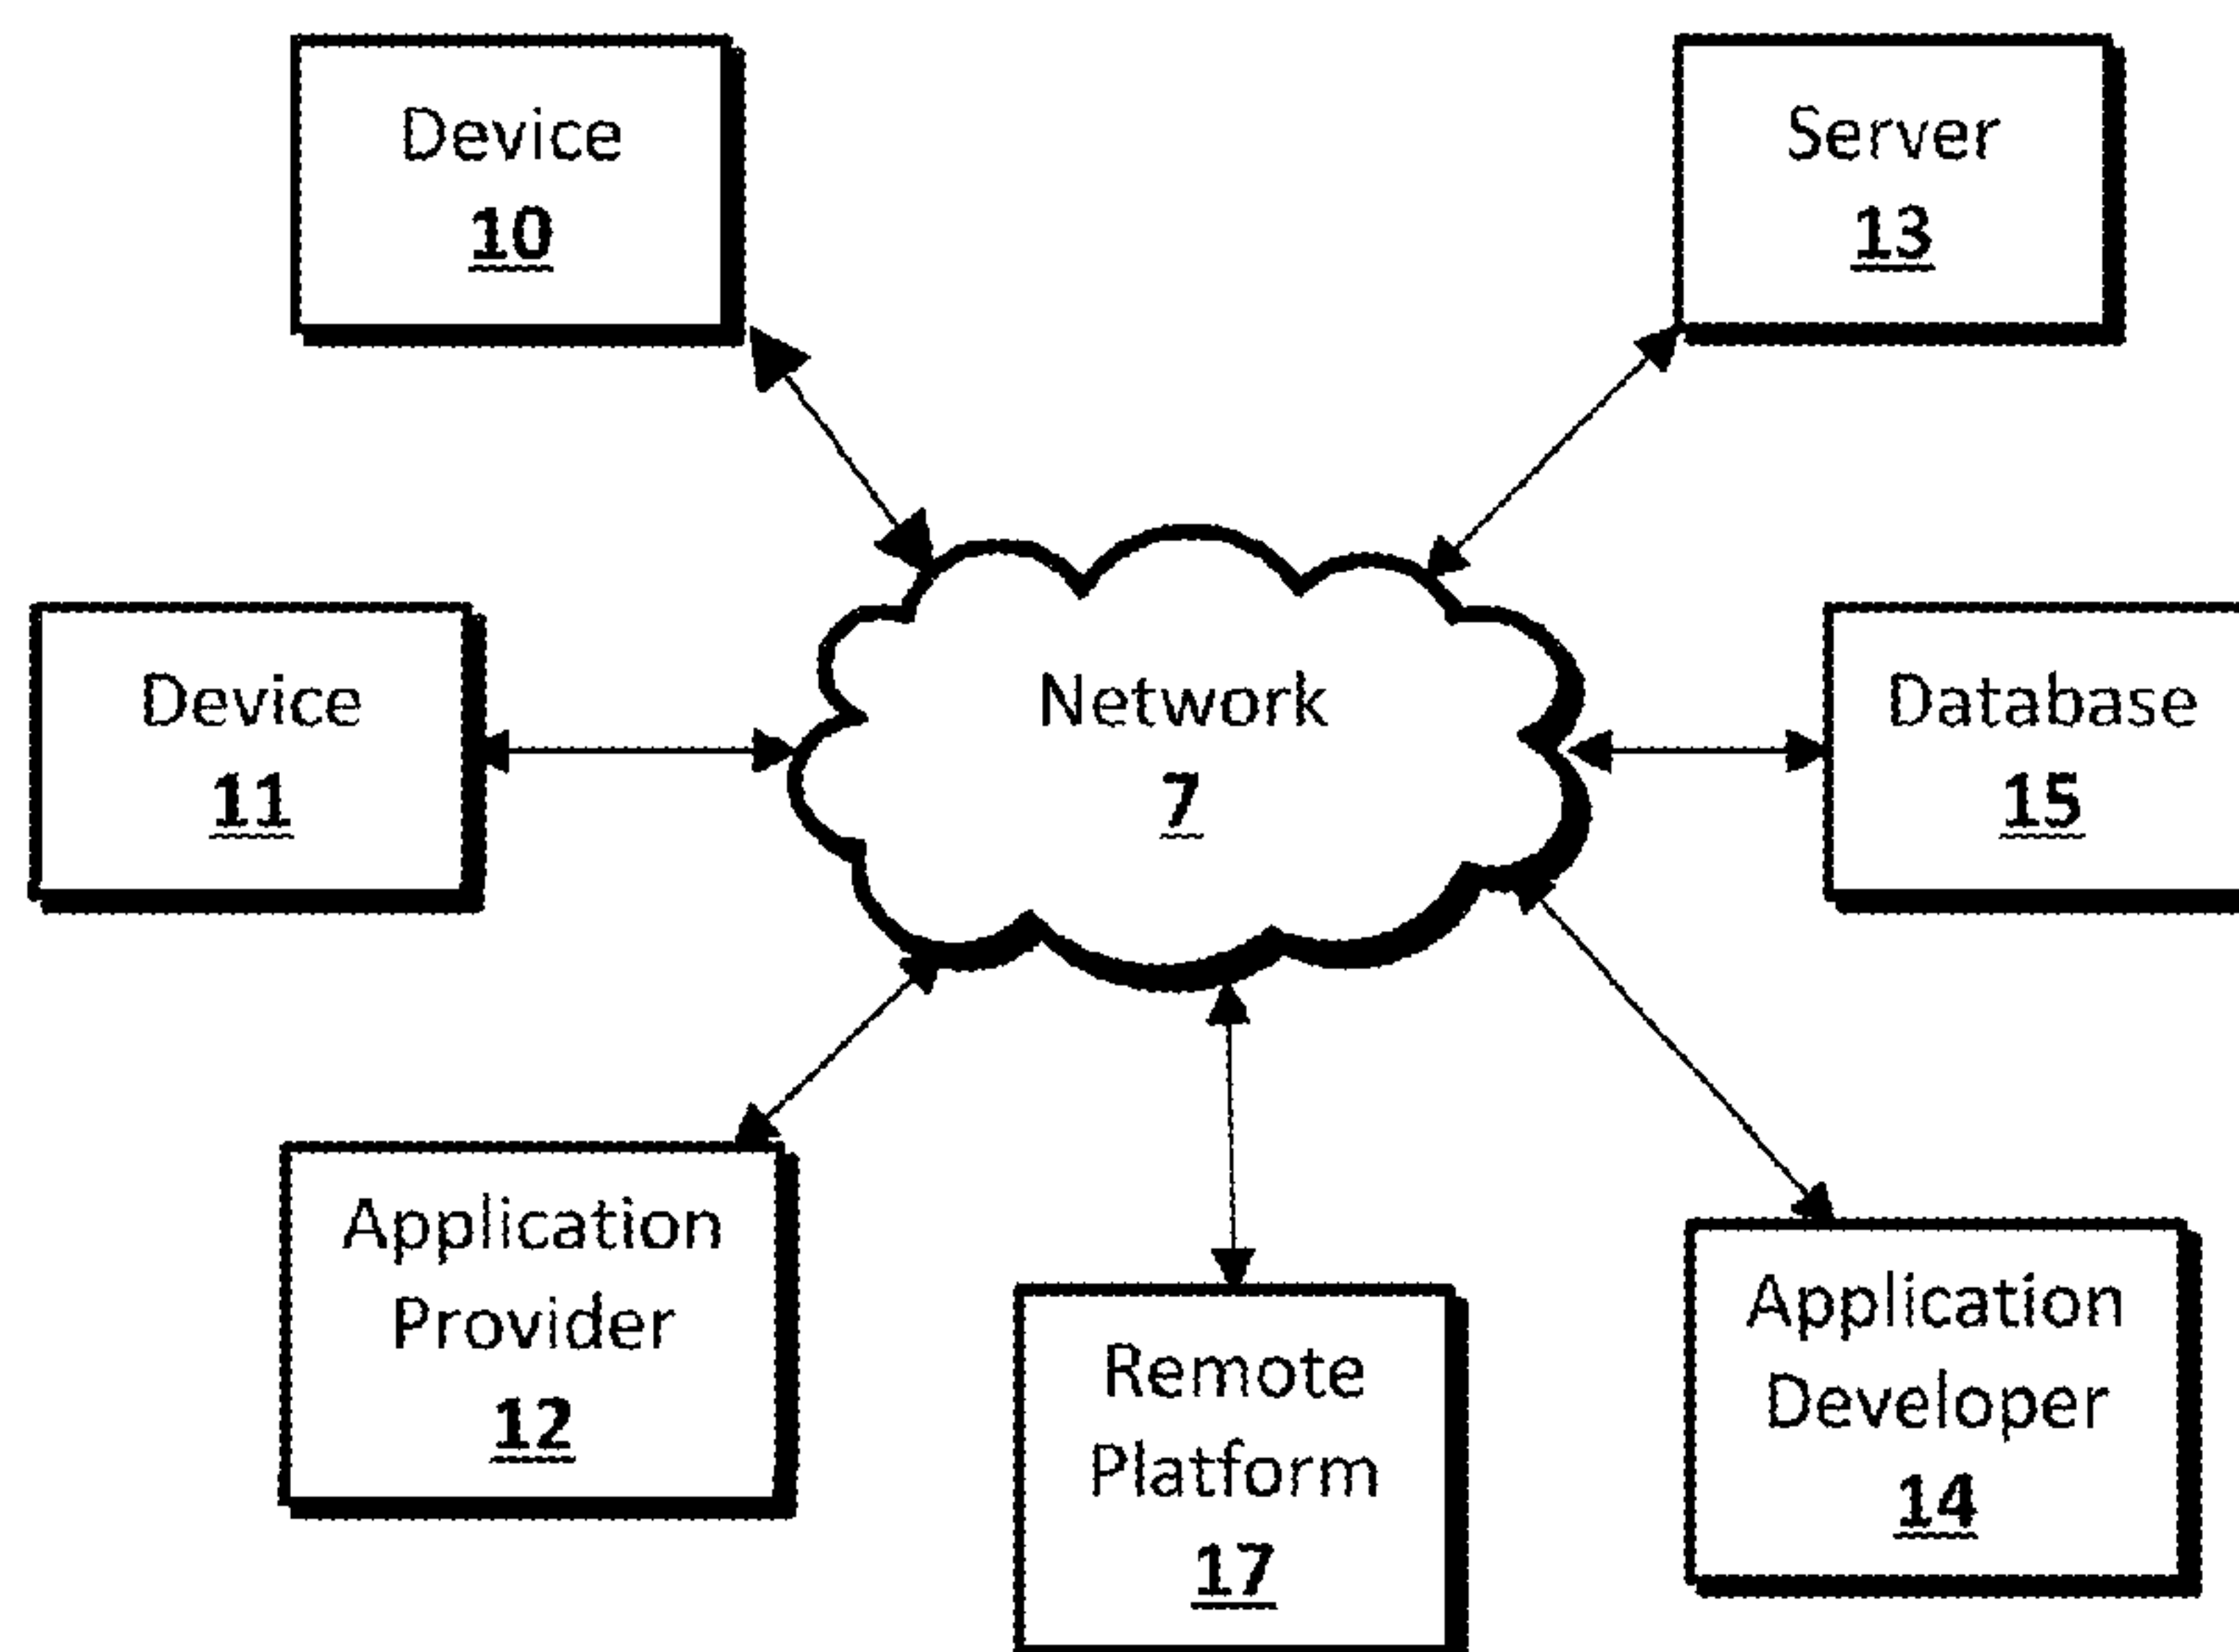 Device
10
Server
13
Device
11
Network
7
Database
15
Application
Provider
12
Remote
Platform
17
Application
Developer
14